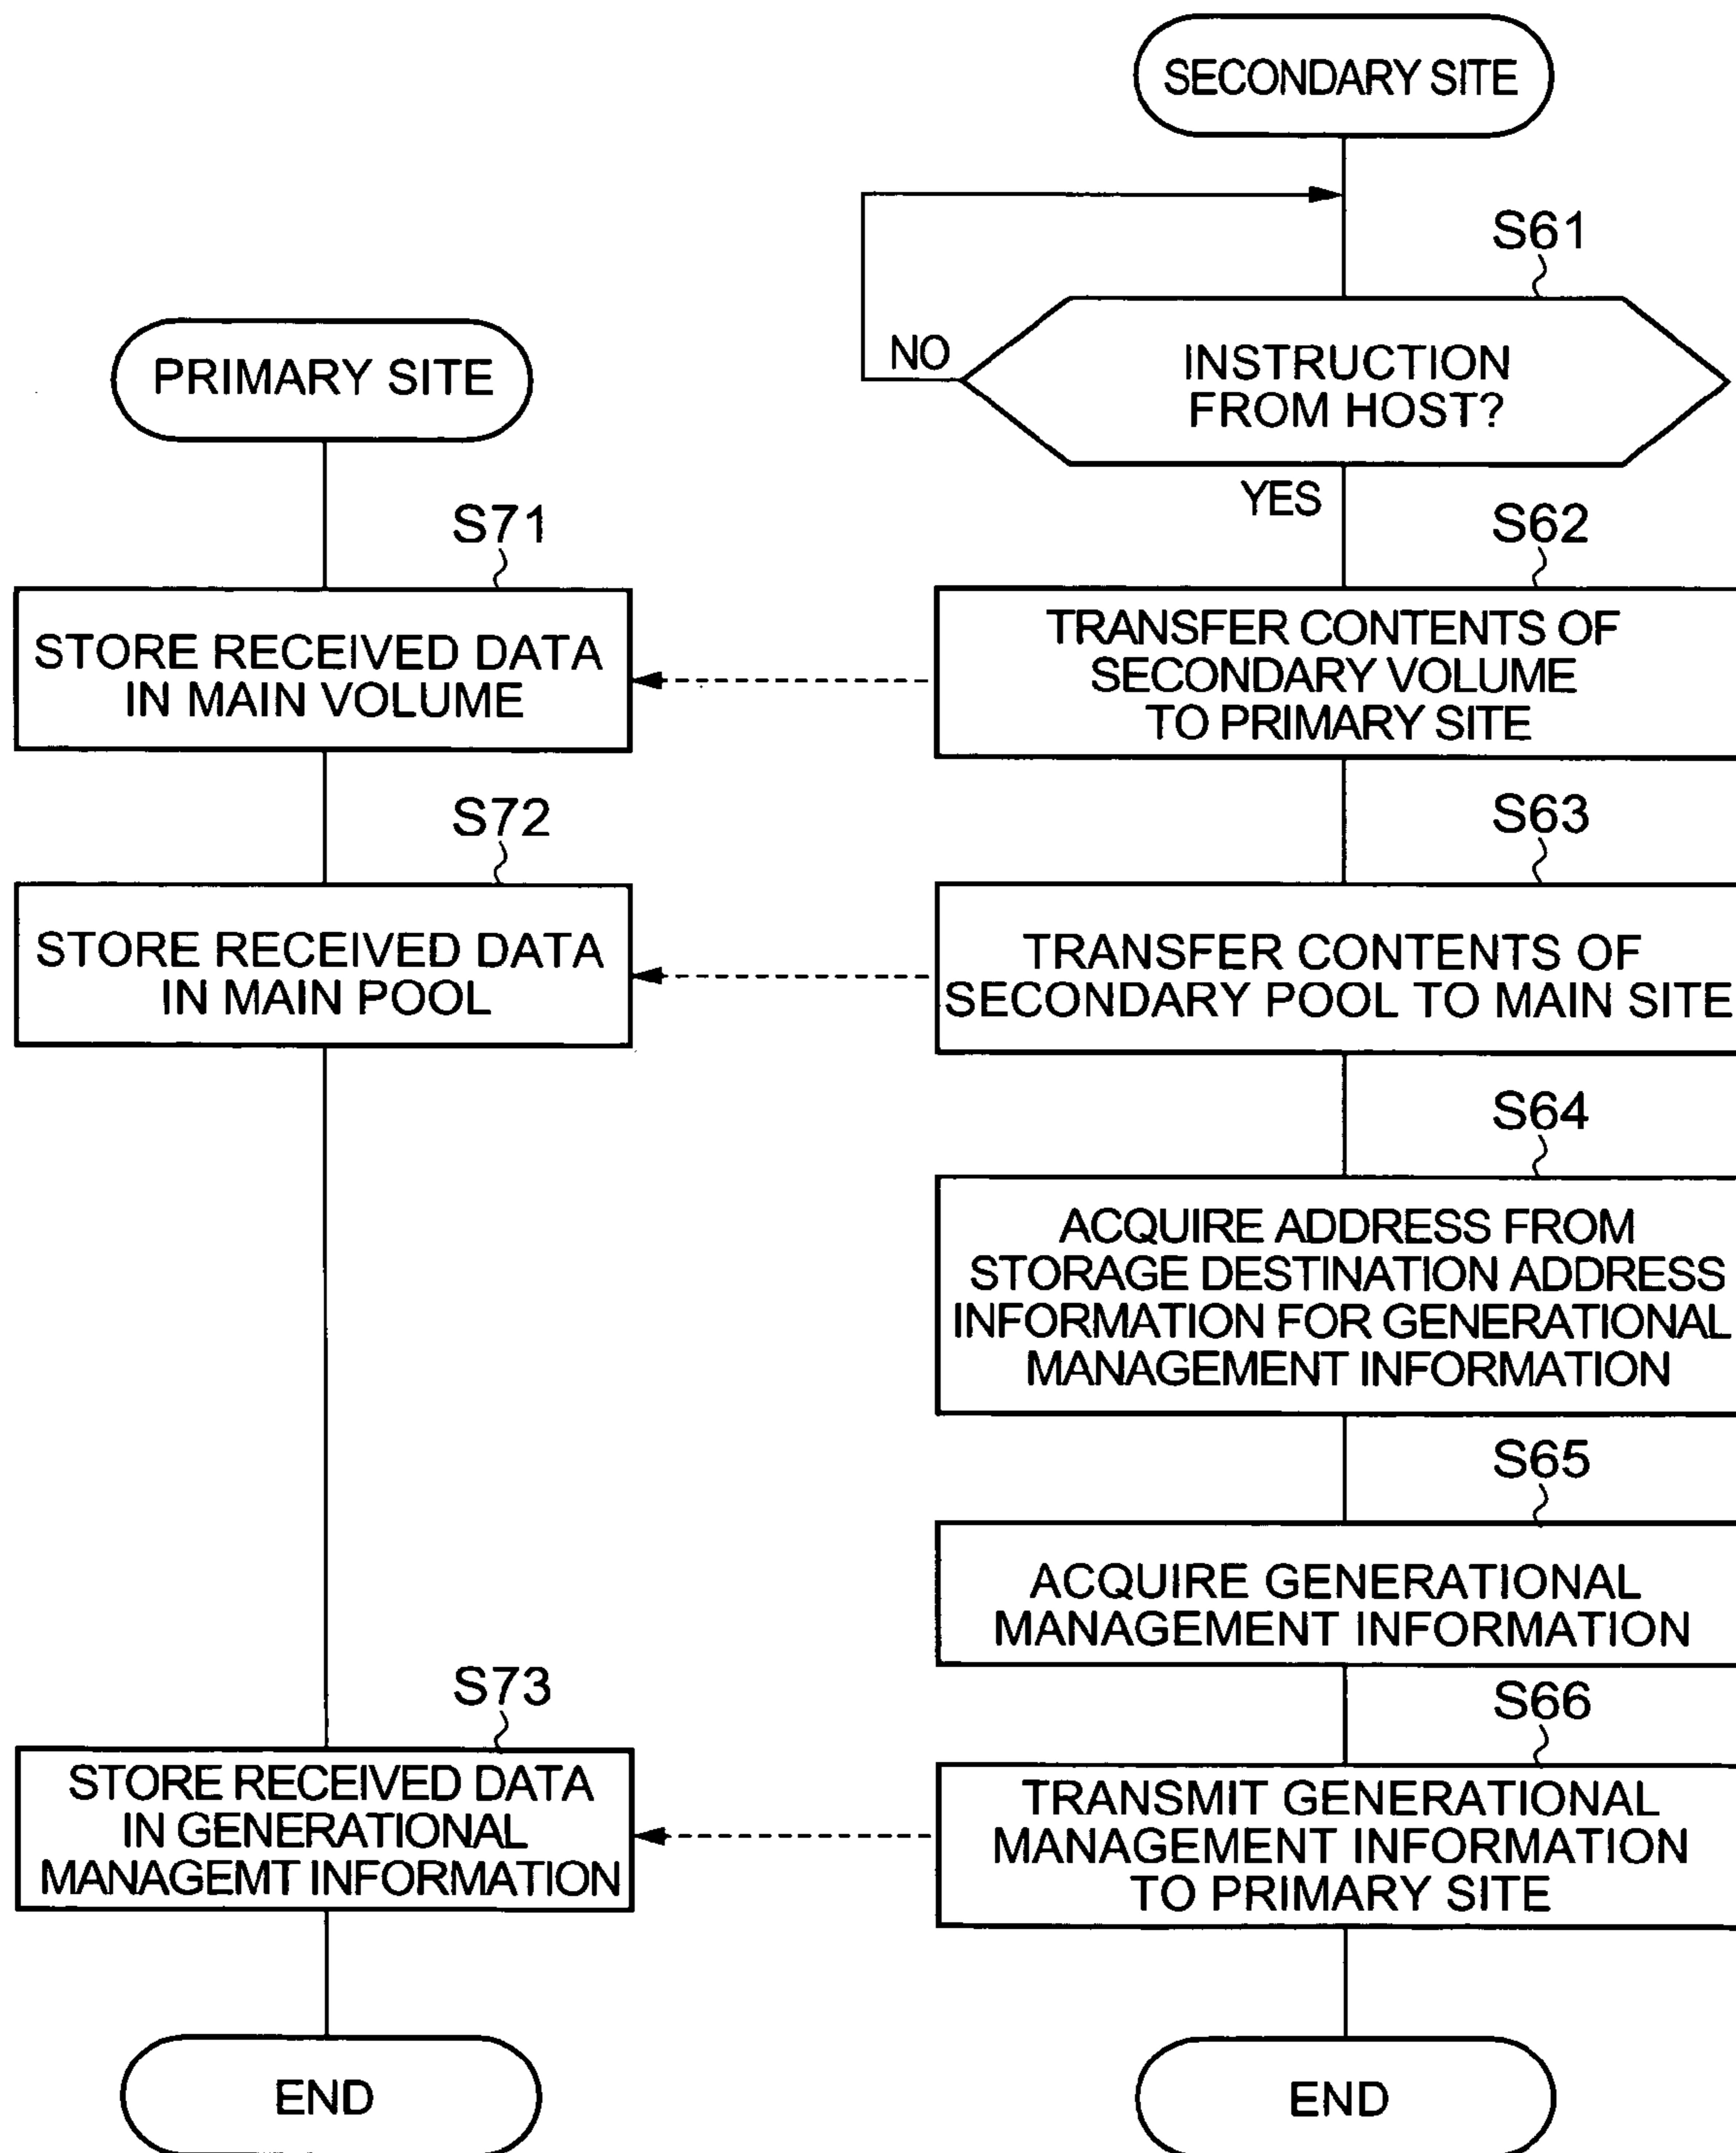 SECONDARY SITE
S61
INSTRUCTION
FROM HOST?
NO
YES
PRIMARY SITE
S71
STORE RECEIVED DATA
IN MAIN VOLUME
S62
TRANSFER CONTENTS OF
SECONDARY VOLUME
TO PRIMARY SITE
S72
STORE RECEIVED DATA
IN MAIN POOL
S63
TRANSFER CONTENTS OF
SECONDARY POOL TO MAIN SITE
S64
ACQUIRE ADDRESS FROM
STORAGE DESTINATION ADDRESS
INFORMATION FOR GENERATIONAL
MANAGEMENT INFORMATION
S65
ACQUIRE GENERATIONAL
MANAGEMENT INFORMATION
S73
STORE RECEIVED DATA
IN GENERATIONAL
MANAGEMT INFORMATION
S66
TRANSMIT GENERATIONAL
MANAGEMENT INFORMATION
TO PRIMARY SITE
END
END